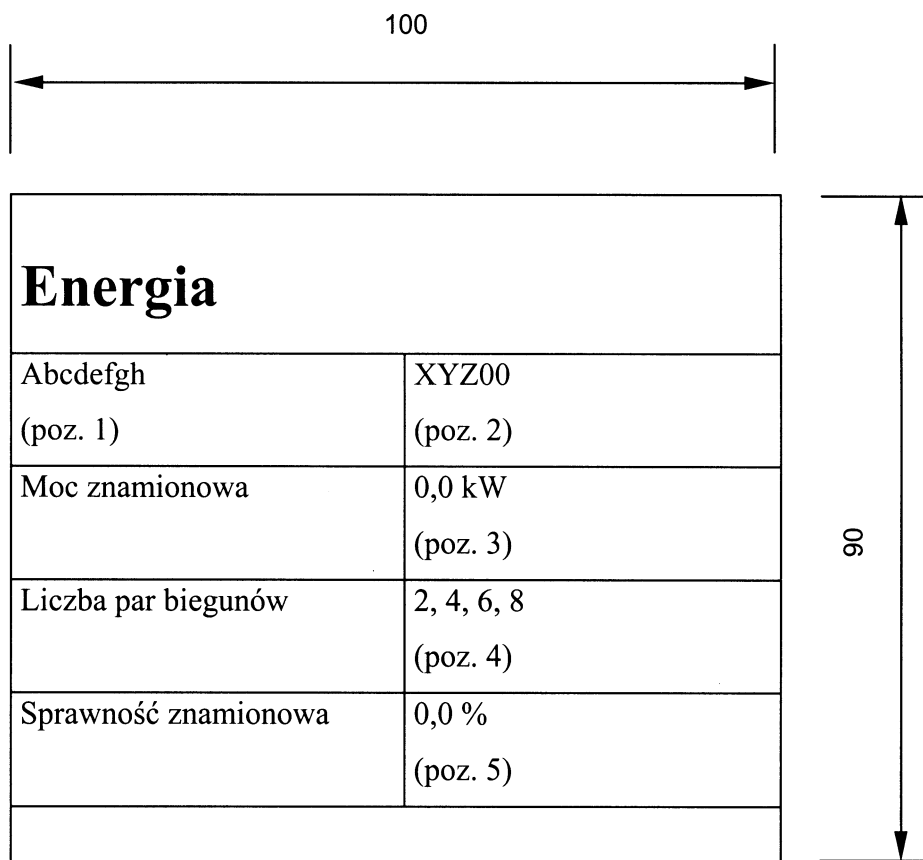 100
Energia
Abcdefgh
(poz. 1)
XYZ00
(poz. 2)
Moc znamionowa
0,0 kW
(poz. 3)
90
Liczba par biegunów
2, 4, 6, 8
(poz. 4)
Sprawność znamionowa
0,0 %
(poz. 5)